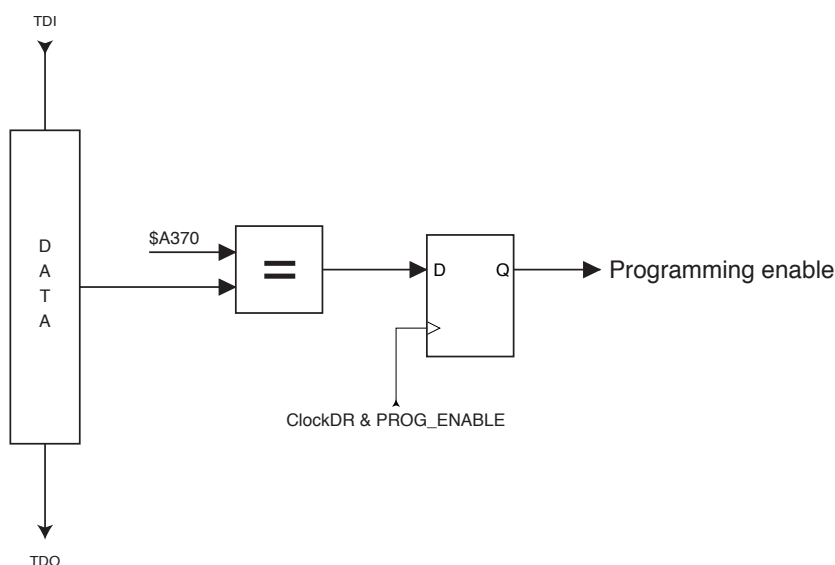 TDI
D
A
T
A
$A370
=
D
Q
Programming enable
ClockDR & PROG_ENABLE
TDO